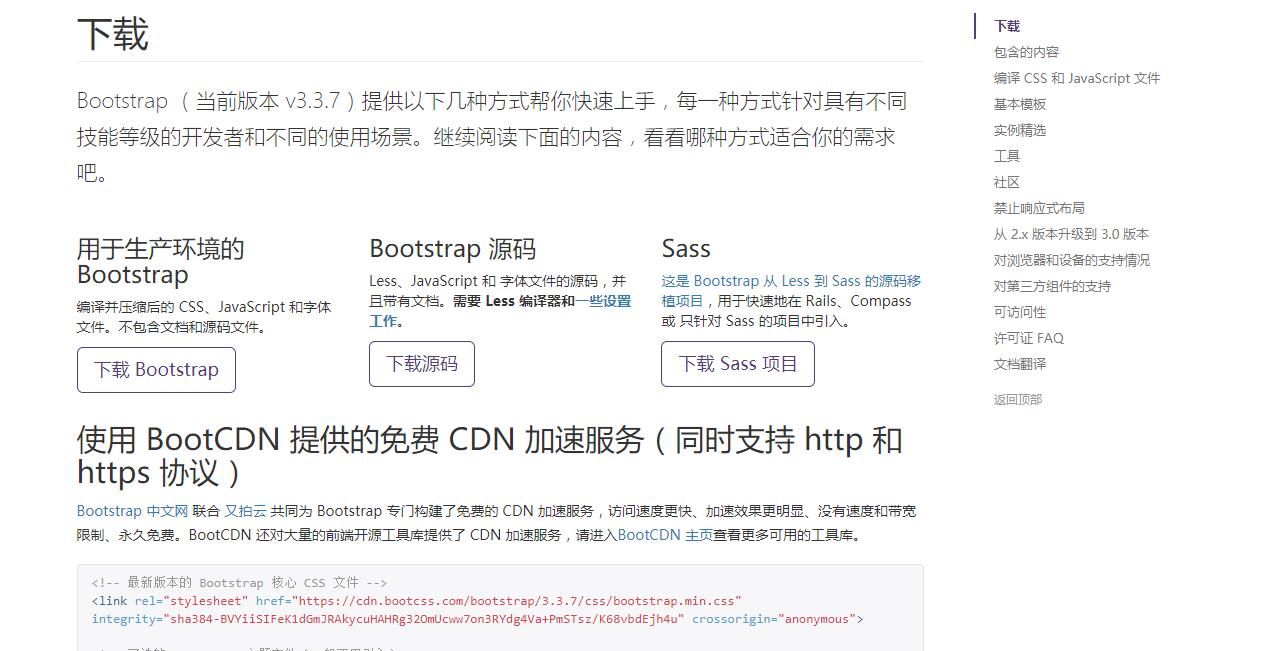 下载
Bootstrap （当前版本 v3.3.7）提供以下几种方式帮你快速上手，每一种方式针对具有不同
技能等级的开发者和不同的使用场景。继续阅读下面的内容，看看哪种方式适合你的需求
吧。
用于生产环境的
Bootstrap
编译并压缩后的 CSS、JavaScript 和字体
文件。不包含文档和源码文件。
下载 Bootstrap
Bootstrap 源码
Less、JavaScript 和 字体文件的源码，并
且带有文档。需要 Less 编译器和一些设置
工作。
下载源码
Sass
这是 Bootstrap 从 Less 到 Sass 的源码移
植项目，用于快速地在 Rails、Compass
或 只针对 Sass 的项目中引入。
下载 Sass 项目
使用 BootCDN 提供的免费 CDN 加速服务（同时支持 http 和
https 协议）
Bootstrap 中文网 联合 又拍云 共同为 Bootstrap 专门构建了免费的 CDN 加速服务，访问速度更快、加速效果更明显、没有速度和带宽
限制、永久免费。BootCDN 还对大量的前端开源工具库提供了 CDN 加速服务，请进入BootCDN 主页查看更多可用的工具库。
<!-- 最新版本的 Bootstrap 核心 CSS 文件 -->
<link rel="stylesheet" href="https://cdn.bootcss.com/bootstrap/3.3.7/css/bootstrap.min.css"
integrity="sha384-BVYiiSIFeK1dGmJRAkycuHAHRg32OmUcww7on3RYdg4Va+PmSTsz/K68vbdEjh4u" crossorigin="anonymous">
下载
包含的内容
编译 CSS 和 JavaScript 文件
基本模板
实例精选
工具
社区
禁止响应式布局
从 2.x 版本升级到 3.0 版本
对浏览器和设备的支持情况
对第三方组件的支持
可访问性
许可证 FAQ
文档翻译
返回顶部